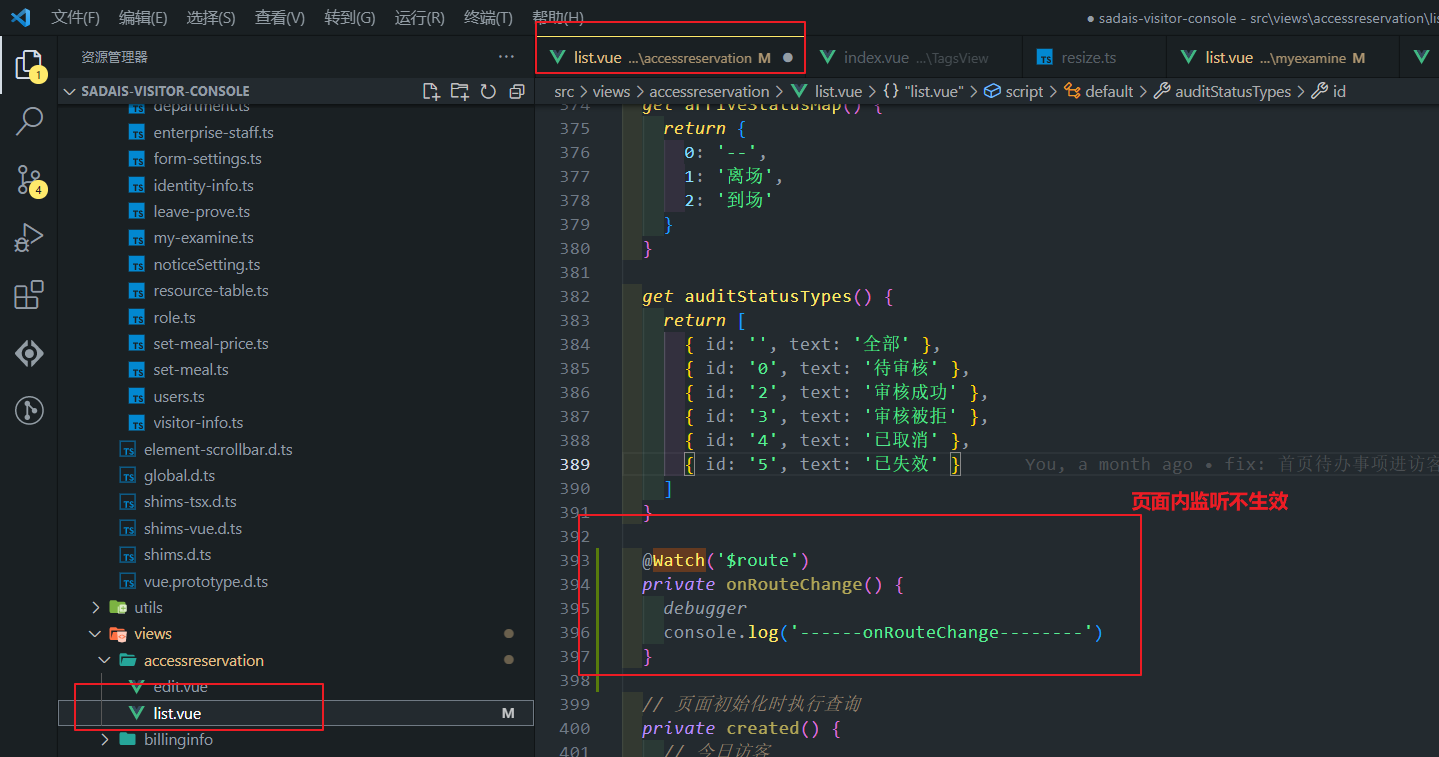 文件(F) 编辑(E) 选择(S) 查看(V) 转到(G) 运行(R) 终端(T) 帮助(H) ● sadais-visitor-console - src\views\accessreservation\lis
资源管理器 ···
list.vue ...\accessreservation M ● index.vue ...\TagsView resize.ts list.vue ...\myexamine M
SADAIS-VISITOR-CONSOLE
src > views > accessreservation > list.vue > {} "list.vue" > script > default > auditStatusTypes > id
department.ts
enterprise-staff.ts
form-settings.ts
identity-info.ts
leave-prove.ts
my-examine.ts
noticeSetting.ts
resource-table.ts
role.ts
set-meal-price.ts
set-meal.ts
users.ts
visitor-info.ts
element-scrollbar.d.ts
global.d.ts
shims-tsx.d.ts
shims-vue.d.ts
shims.d.ts
vue.prototype.d.ts
utils
views
accessreservation
edit.vue
list.vue M
billinginfo
1
4
374 get arriveStatusMap() {
375 return {
376 0: '--',
377 1: '离场',
378 2: '到场'
379 }
380 }
381
382 get auditStatusTypes() {
383 return [
384 { id: '', text: '全部' },
385 { id: '0', text: '待审核' },
386 { id: '2', text: '审核成功' },
387 { id: '3', text: '审核被拒' },
388 { id: '4', text: '已取消' },
389 { id: '5', text: '已失效' } You, a month ago • fix: 首页待办事项进访客
390 ]
391 }
页面内监听不生效
392
393 @Watch('$route')
394 private onRouteChange() {
395 debugger
396 console.log('------onRouteChange--------')
397 }
398
399 // 页面初始化时执行查询
400 private created() {
401 // 今日访客